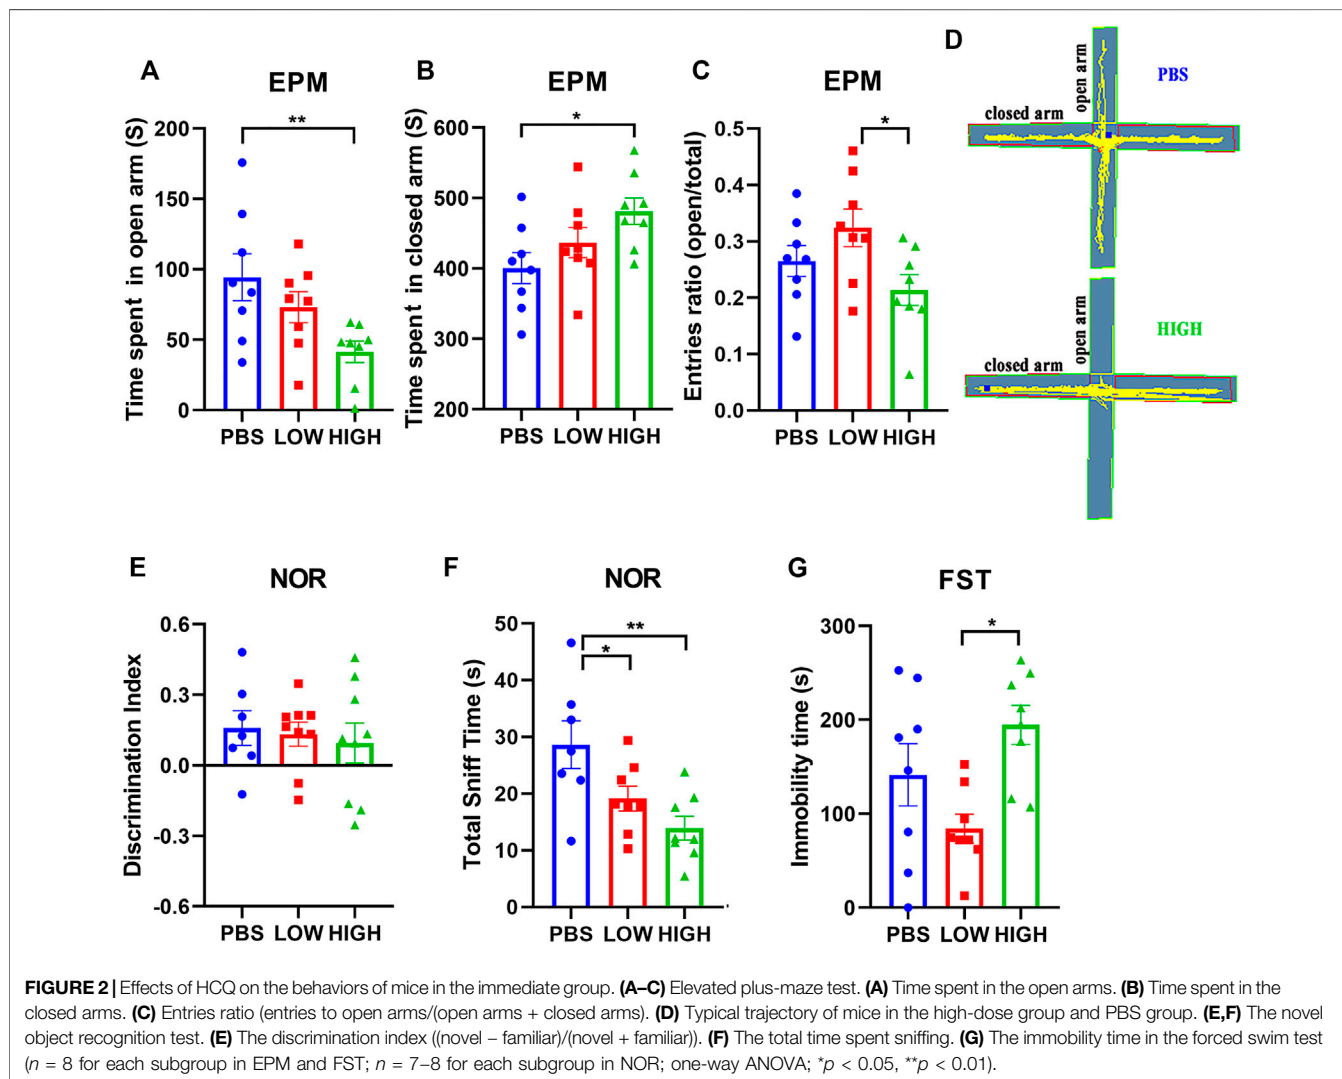 A
EPM
**
Time spent in open arm (S)
200
150
100
50
0
PBS LOW HIGH
B
EPM
*
Time spent in closed arm (S)
600
500
400
300
200
PBS LOW HIGH
C
EPM
*
Entries ratio (open/total)
0.5
0.4
0.3
0.2
0.1
0.0
PBS LOW HIGH
D
open arm
closed arm
PBS
open arm
closed arm
HIGH
E
NOR
Discrimination Index
0.6
0.3
0.0
-0.3
-0.6
PBS LOW HIGH
F
NOR
**
*
Total Sniff Time (s)
50
40
30
20
10
0
PBS LOW HIGH
G
FST
*
Immobility time (s)
300
200
100
0
PBS LOW HIGH
FIGURE 2 | Effects of HCQ on the behaviors of mice in the immediate group. (A–C) Elevated plus-maze test. (A) Time spent in the open arms. (B) Time spent in the
closed arms. (C) Entries ratio (entries to open arms/(open arms + closed arms). (D) Typical trajectory of mice in the high-dose group and PBS group. (E,F) The novel
object recognition test. (E) The discrimination index ((novel – familiar)/(novel + familiar)). (F) The total time spent sniffing. (G) The immobility time in the forced swim test
(n = 8 for each subgroup in EPM and FST; n = 7–8 for each subgroup in NOR; one-way ANOVA; *p < 0.05, **p < 0.01).